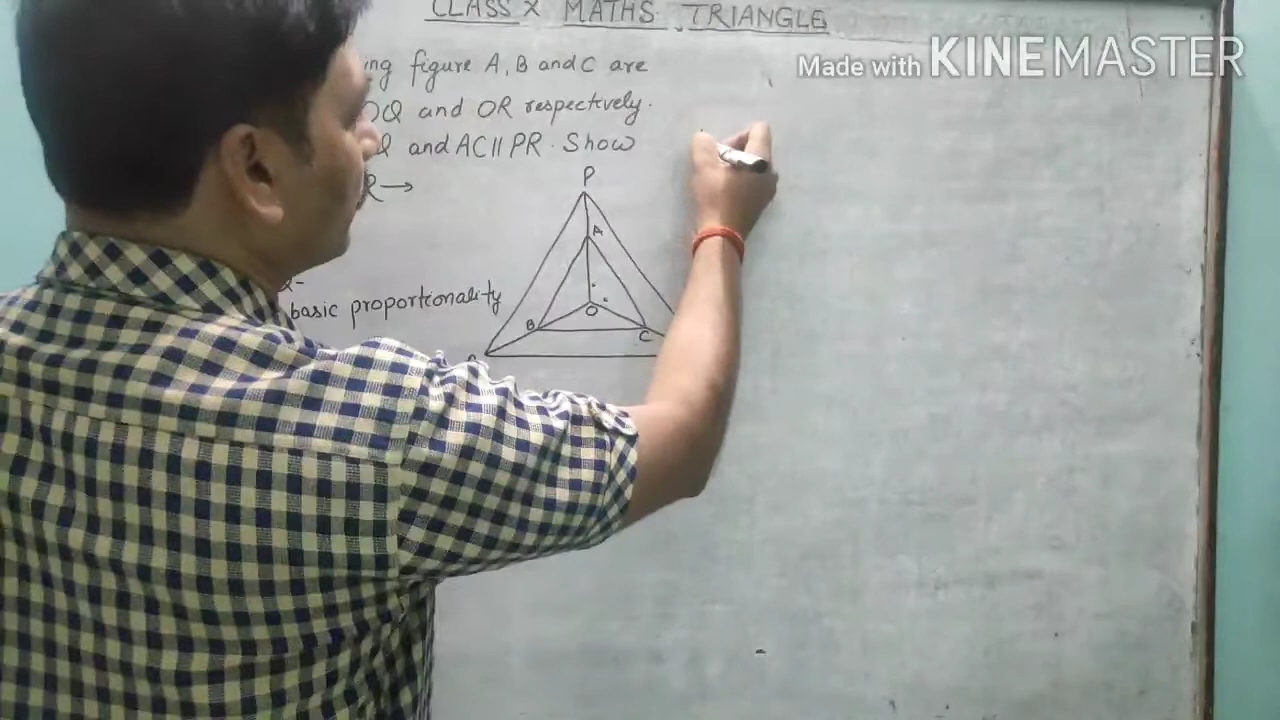 CLASS X MATHS TRIANGLE
Made with KINEMASTER
ing figure A, B and C are
OQ and OR respectively.
Q and AC || PR. Show
R →
P
A
O
B
C
basic proportionality